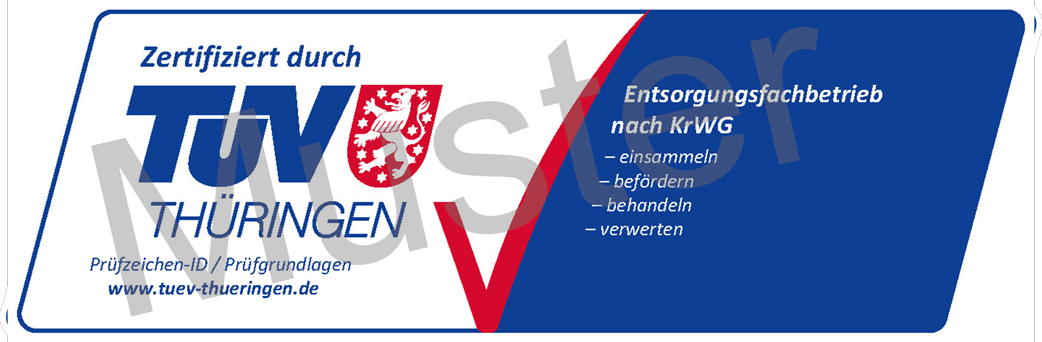 Zertifiziert durch
TÜV
THÜRINGEN
Prüfzeichen-ID / Prüfgrundlagen
www.tuev-thueringen.de
Entsorgungsfachbetrieb
nach KrWG
– einsammeln
– befördern
– behandeln
– verwerten
Muster